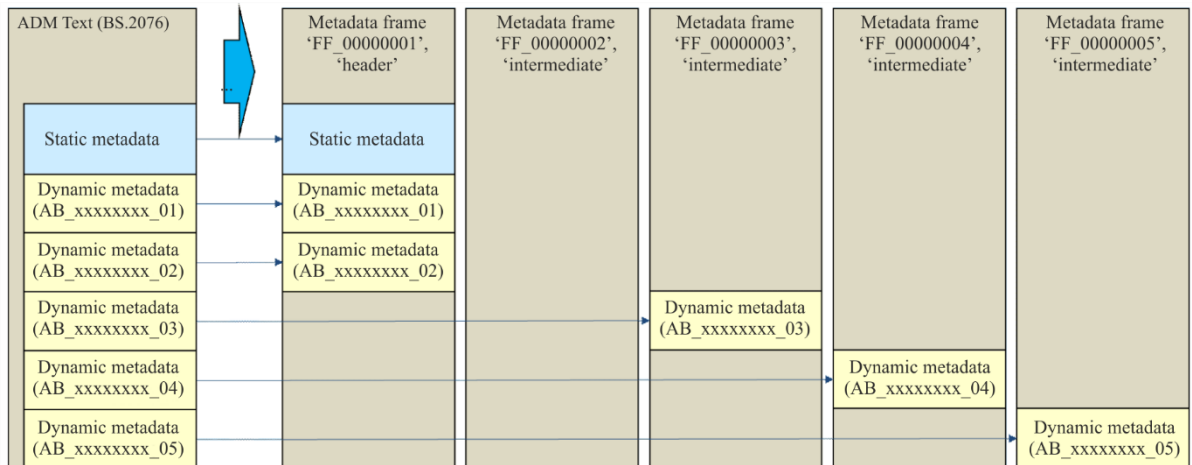 ADM Text (BS.2076)
Metadata frame
‘FF_00000001’,
‘header’
Metadata frame
‘FF_00000002’,
‘intermediate’
Metadata frame
‘FF_00000003’,
‘intermediate’
Metadata frame
‘FF_00000004’,
‘intermediate’
Metadata frame
‘FF_00000005’,
‘intermediate’
...
Static metadata
Static metadata
Dynamic metadata
(AB_xxxxxxxx_01)
Dynamic metadata
(AB_xxxxxxxx_01)
Dynamic metadata
(AB_xxxxxxxx_02)
Dynamic metadata
(AB_xxxxxxxx_02)
Dynamic metadata
(AB_xxxxxxxx_03)
Dynamic metadata
(AB_xxxxxxxx_03)
Dynamic metadata
(AB_xxxxxxxx_04)
Dynamic metadata
(AB_xxxxxxxx_04)
Dynamic metadata
(AB_xxxxxxxx_05)
Dynamic metadata
(AB_xxxxxxxx_05)